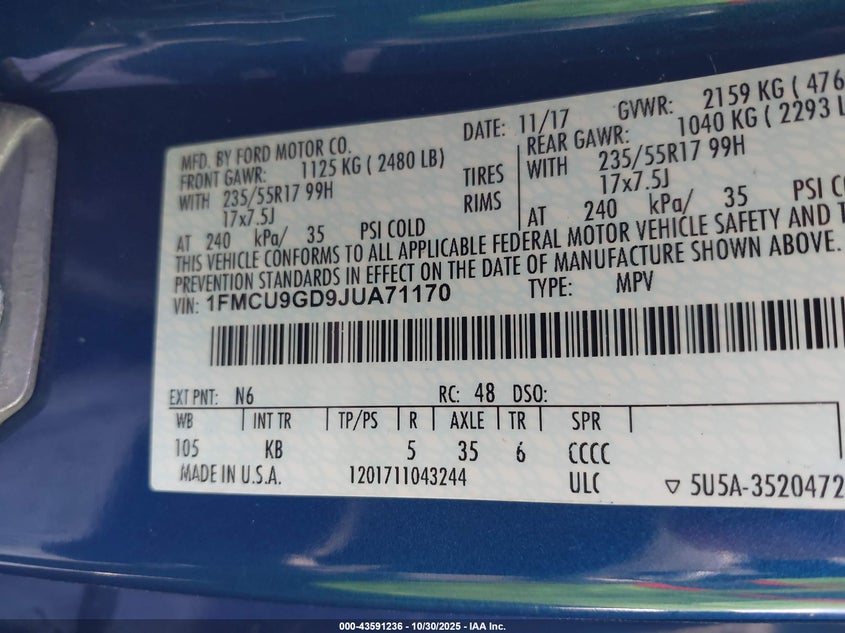 MFD. BY FORD MOTOR CO. DATE: 11/17 GVWR: 2159 KG ( 476
FRONT GAWR: 1125 KG ( 2480 LB) REAR GAWR: 1040 KG ( 2293 L
WITH 235/55R17 99H TIRES WITH 235/55R17 99H
17x7.5J RIMS 17x7.5J
AT 240 kPa/ 35 PSI COLD AT 240 kPa/ 35 PSI CO
THIS VEHICLE CONFORMS TO ALL APPLICABLE FEDERAL MOTOR VEHICLE SAFETY AND T
PREVENTION STANDARDS IN EFFECT ON THE DATE OF MANUFACTURE SHOWN ABOVE.
VIN: 1FMCU9GD9JUA71170 TYPE: MPV
EXT PNT: N6 RC: 48 DSO:
WB INT TR TP/PS R AXLE TR SPR
105 KB 5 35 6 CCCC
MADE IN U.S.A. 1201711043244 ULC ▽ 5U5A-3520472
000-43591236 - 10/30/2025 - IAA Inc.